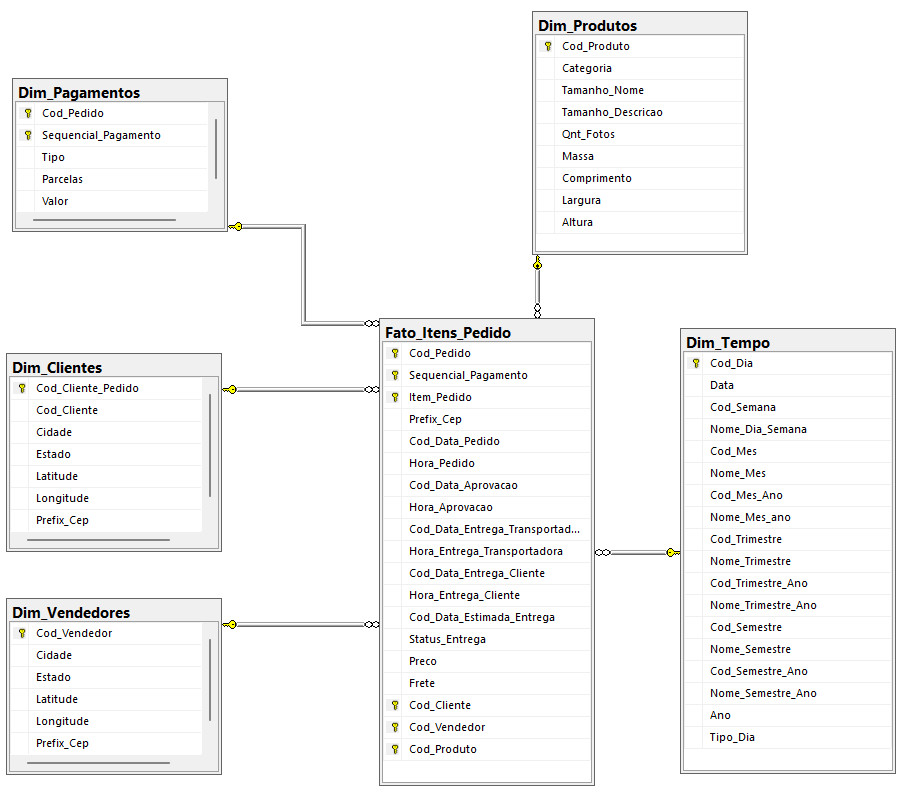 Dim_Produtos
Cod_Produto
Categoria
Tamanho_Nome
Tamanho_Descricao
Qnt_Fotos
Massa
Comprimento
Largura
Altura
Dim_Pagamentos
Cod_Pedido
Sequencial_Pagamento
Tipo
Parcelas
Valor
Dim_Clientes
Cod_Cliente_Pedido
Cod_Cliente
Cidade
Estado
Latitude
Longitude
Prefix_Cep
Dim_Vendedores
Cod_Vendedor
Cidade
Estado
Latitude
Longitude
Prefix_Cep
Fato_Itens_Pedido
Cod_Pedido
Sequencial_Pagamento
Item_Pedido
Prefix_Cep
Cod_Data_Pedido
Hora_Pedido
Cod_Data_Aprovacao
Hora_Aprovacao
Cod_Data_Entrega_Transportad...
Hora_Entrega_Transportadora
Cod_Data_Entrega_Cliente
Hora_Entrega_Cliente
Cod_Data_Estimada_Entrega
Status_Entrega
Preco
Frete
Cod_Cliente
Cod_Vendedor
Cod_Produto
Dim_Tempo
Cod_Dia
Data
Cod_Semana
Nome_Dia_Semana
Cod_Mes
Nome_Mes
Cod_Mes_Ano
Nome_Mes_ano
Cod_Trimestre
Nome_Trimestre
Cod_Trimestre_Ano
Nome_Trimestre_Ano
Cod_Semestre
Nome_Semestre
Cod_Semestre_Ano
Nome_Semestre_Ano
Ano
Tipo_Dia